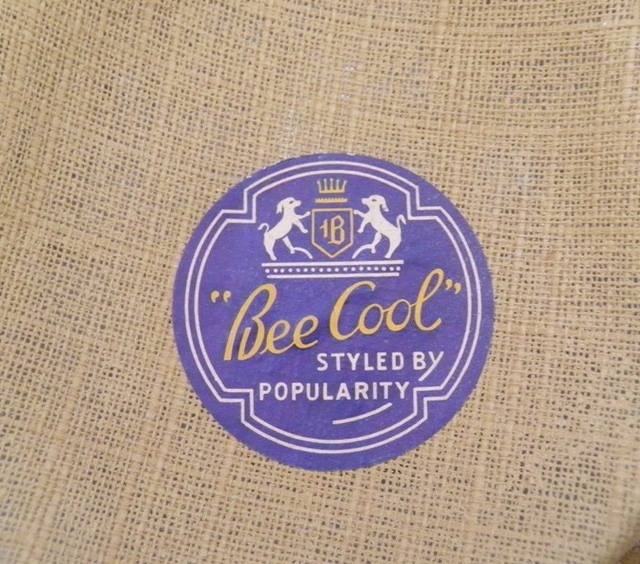 B
"Bee Cool"
STYLED BY
POPULARITY